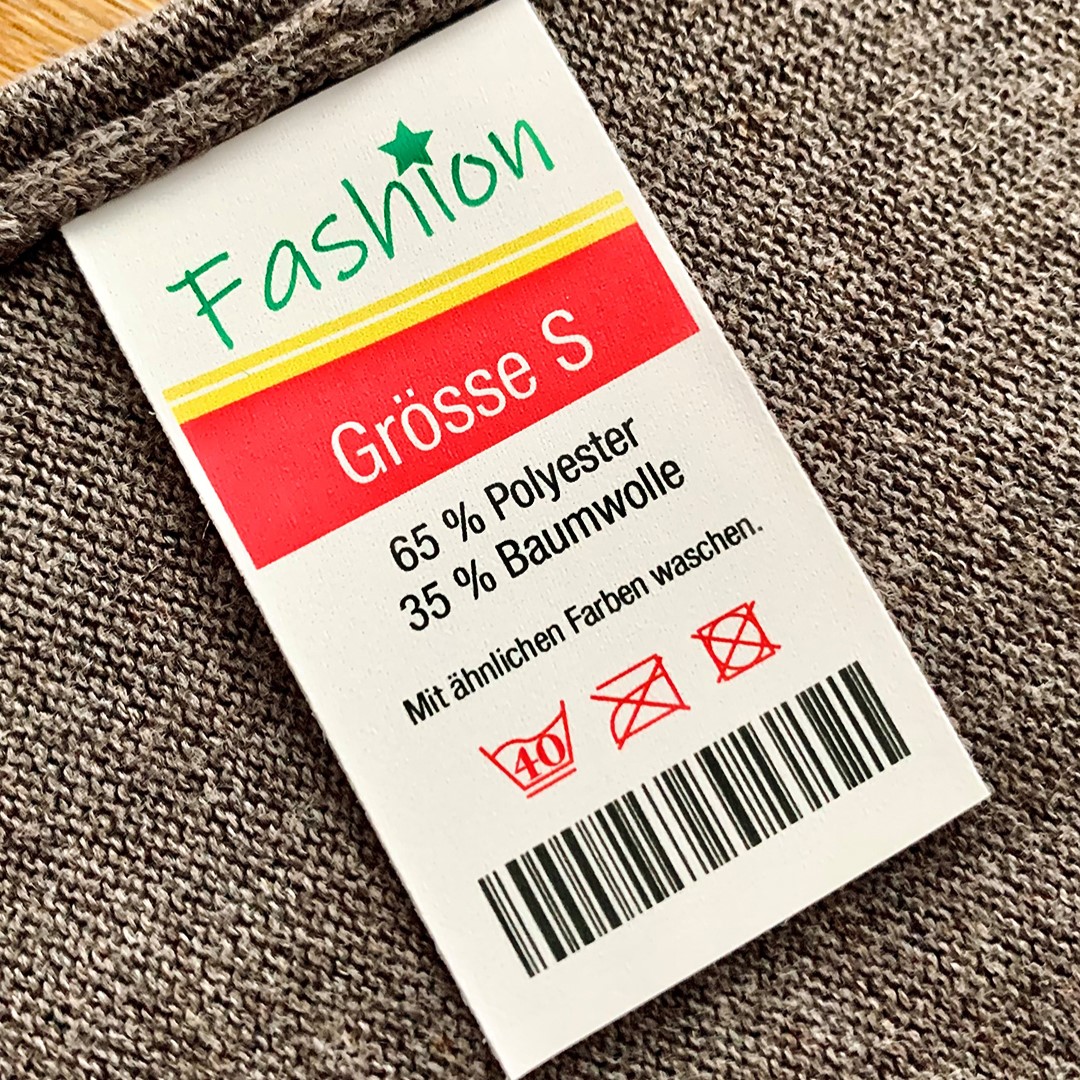 Fashion
Grösse S
65 % Polyester
35 % Baumwolle
Mit ähnlichen Farben waschen.
40